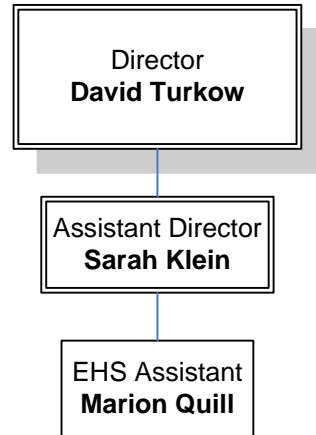 Director
David Turkow
Assistant Director
Sarah Klein
EHS Assistant
Marion Quill